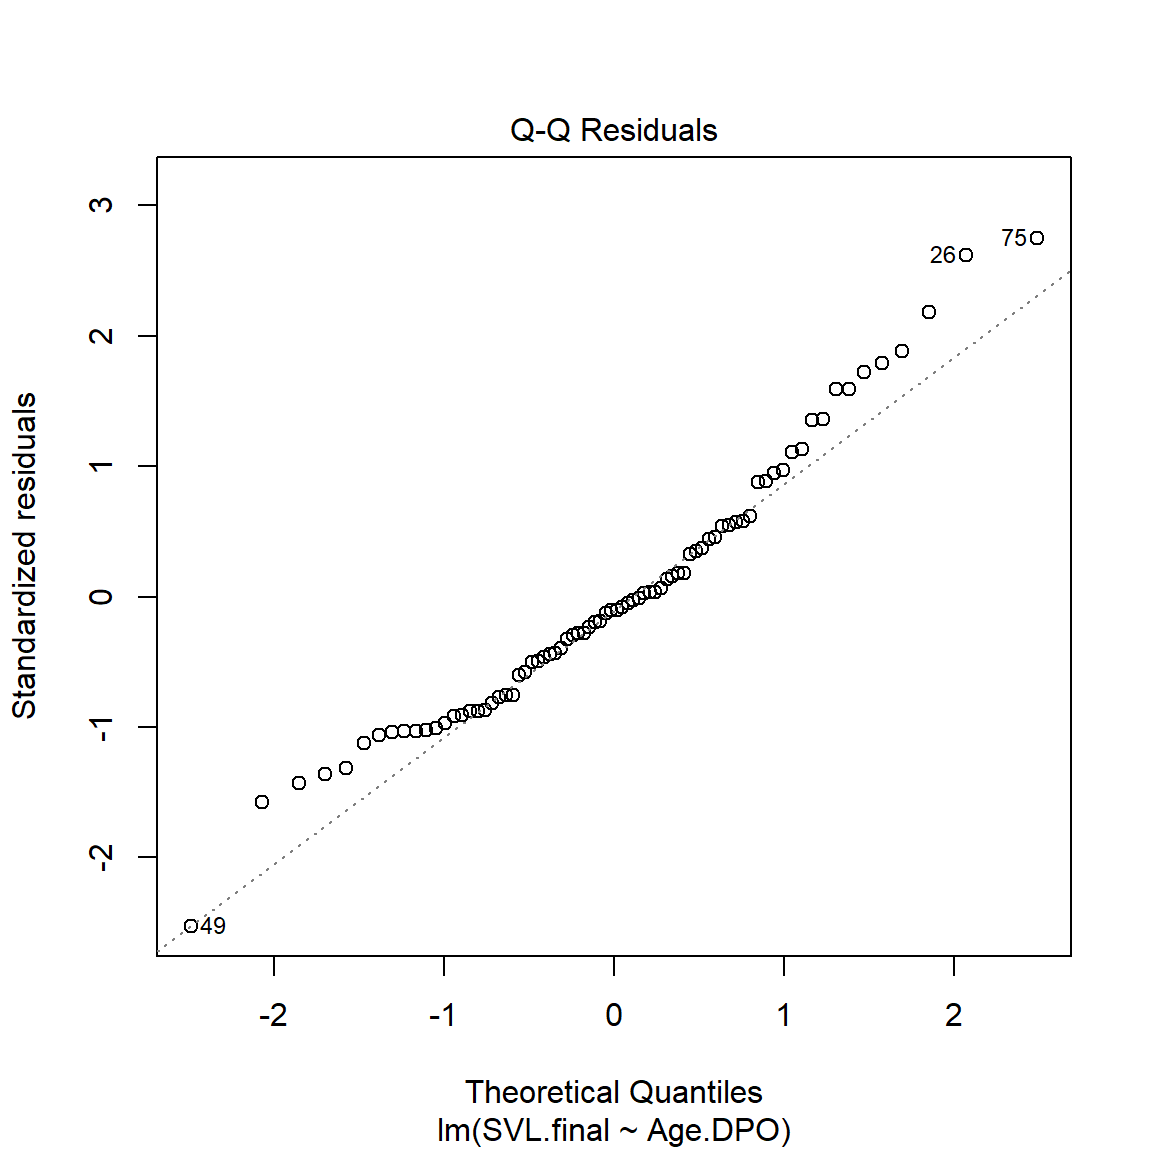 Q-Q Residuals
3
2
1
0
-1
-2
Standardized residuals
26
75
49
-2 -1 0 1 2
Theoretical Quantiles
lm(SVL.final ~ Age.DPO)